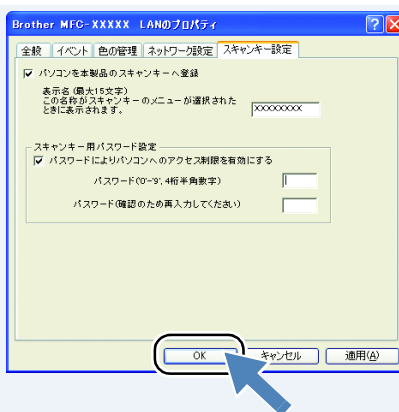 Brother MFC-XXXXX LANのプロパティ
全般 イベント 色の管理 ネットワーク設定 スキャンキー設定
パソコンを本製品のスキャンキーへ登録
表示名(最大15文字)
この名称がスキャンキーのメニューが選択された
ときに表示されます。
XXXXXXXX
スキャンキー用パスワード設定
パスワードによりパソコンへのアクセス制限を有効にする
パスワード('0'-'9', 4桁半角数字)
パスワード(確認のため再入力してください)
OK キャンセル 適用(A)